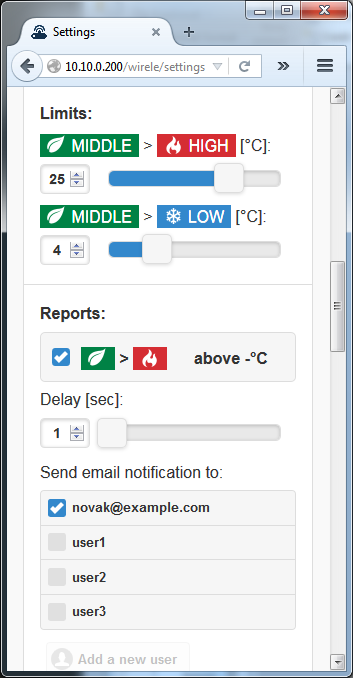 Settings
10.10.0.200/wirele/settings
Limits:
MIDDLE > HIGH [°C]:
25
MIDDLE > LOW [°C]:
4
Reports:
> above -°C
Delay [sec]:
1
Send email notification to:
novak@example.com
user1
user2
user3
Add a new user